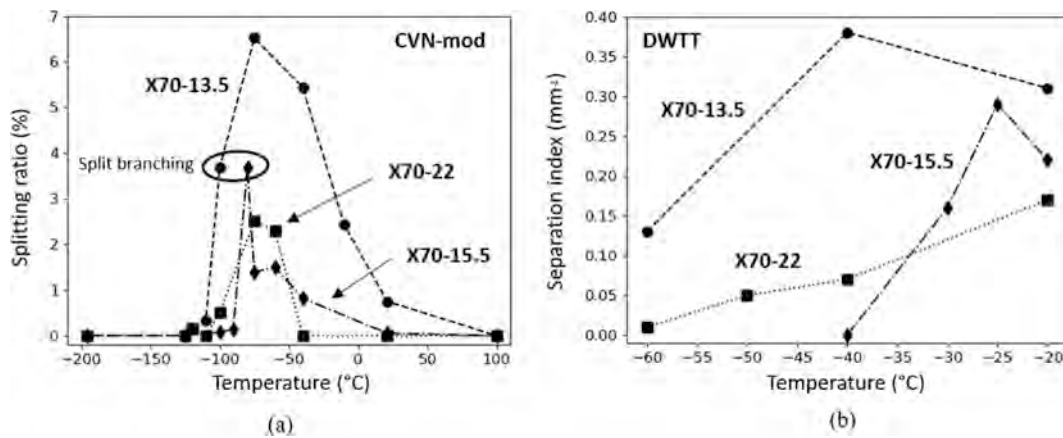 7
6
5
4
3
2
1
0
Splitting ratio (%)
CVN-mod
X70-13.5
Split branching
X70-22
X70-15.5
−200 −150 −100 −50 0 50 100
Temperature (°C)
(a)
0.40
0.35
0.30
0.25
0.20
0.15
0.10
0.05
0.00
Separation index (mm⁻¹)
DWTT
X70-13.5
X70-15.5
X70-22
−60 −55 −50 −45 −40 −35 −30 −25 −20
Temperature (°C)
(b)